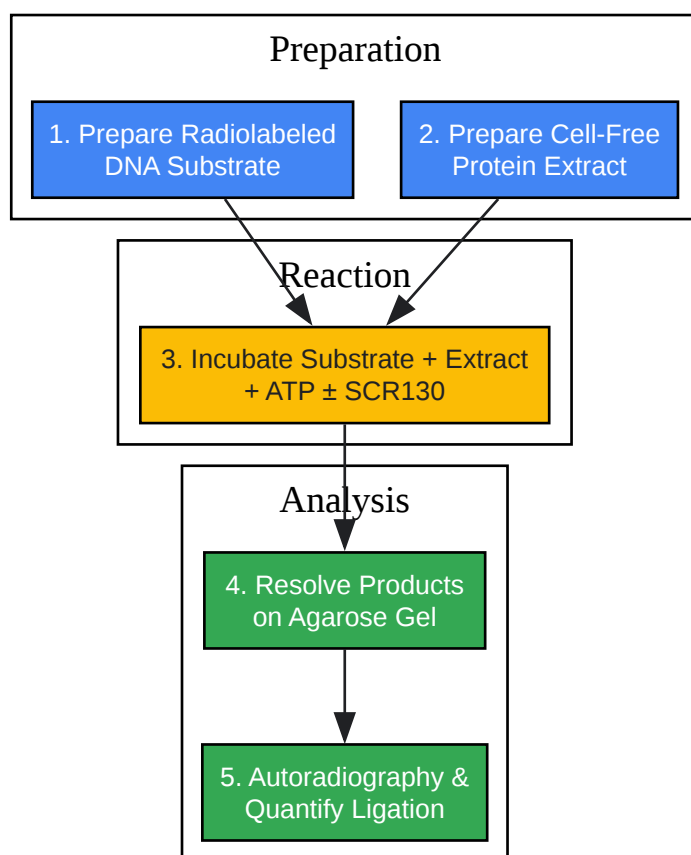 Preparation
1. Prepare Radiolabeled
DNA Substrate
2. Prepare Cell-Free
Protein Extract
Reaction
3. Incubate Substrate + Extract
+ ATP ± SCR130
Analysis
4. Resolve Products
on Agarose Gel
5. Autoradiography &
Quantify Ligation